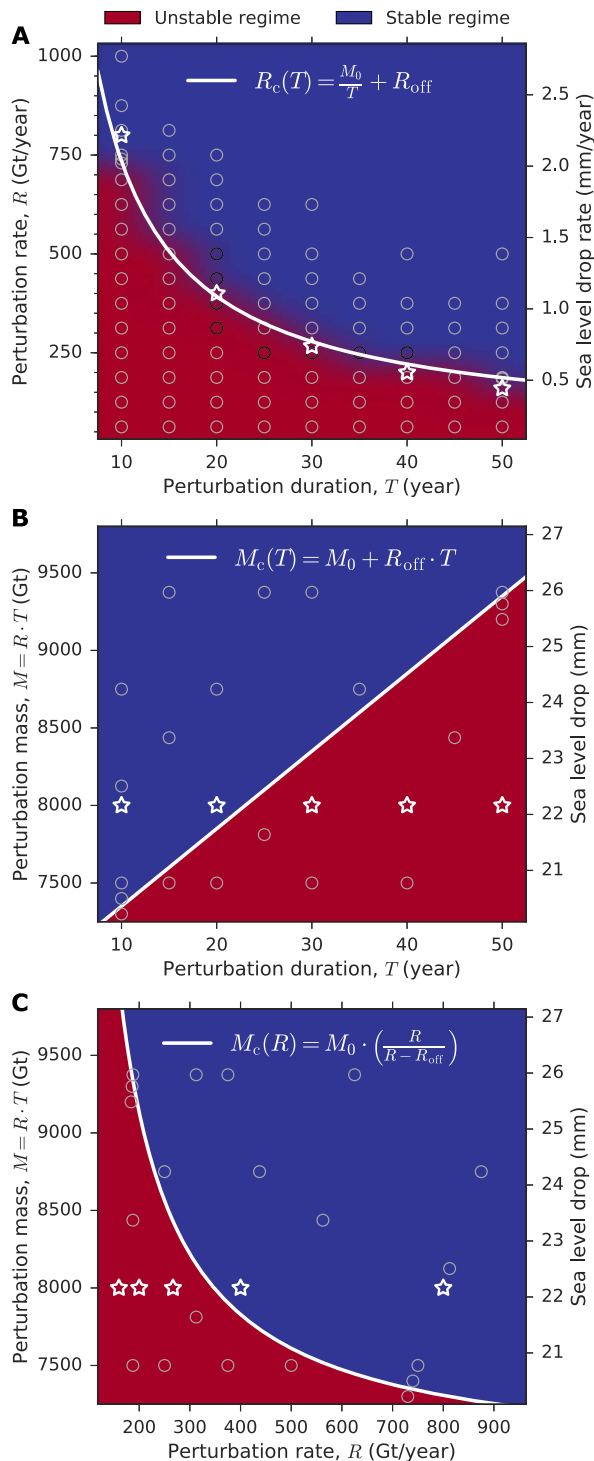 Unstable regime Stable regime
A
R_c(T) = M_0/T + R_off
1000
750
500
250
Perturbation rate, R (Gt/year)
2.5
2.0
1.5
1.0
0.5
Sea level drop rate (mm/year)
10 20 30 40 50
Perturbation duration, T (year)
B
M_c(T) = M_0 + R_off · T
9500
9000
8500
8000
7500
Perturbation mass, M = R · T (Gt)
27
26
25
24
23
22
21
Sea level drop (mm)
10 20 30 40 50
Perturbation duration, T (year)
C
M_c(R) = M_0 · (R/(R − R_off))
9500
9000
8500
8000
7500
Perturbation mass, M = R · T (Gt)
27
26
25
24
23
22
21
Sea level drop (mm)
200 300 400 500 600 700 800 900
Perturbation rate, R (Gt/year)